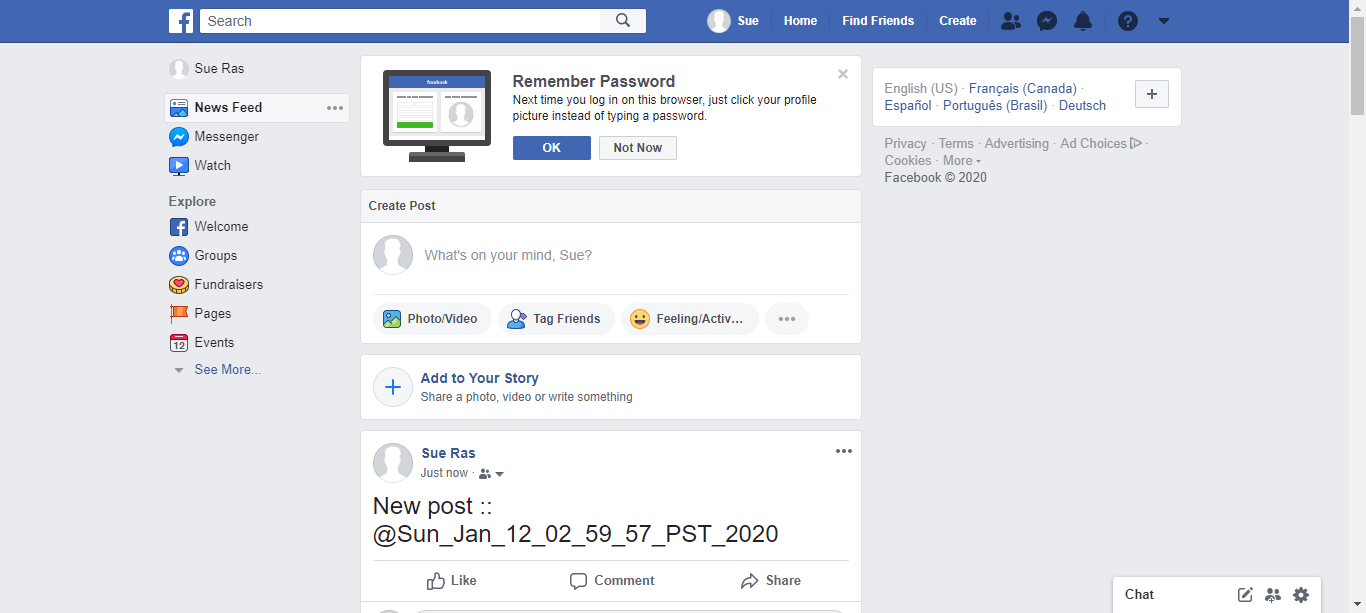 Search
Sue
Home
Find Friends
Create
Sue Ras
News Feed
Messenger
Watch
Explore
Welcome
Groups
Fundraisers
Pages
12
Events
See More...
facebook
Remember Password
Next time you log in on this browser, just click your profile
picture instead of typing a password.
OK
Not Now
Create Post
What's on your mind, Sue?
Photo/Video
Tag Friends
Feeling/Activ...
Add to Your Story
Share a photo, video or write something
Sue Ras
Just now ·
New post ::
@Sun_Jan_12_02_59_57_PST_2020
Like
Comment
Share
English (US) · Français (Canada) ·
Español · Português (Brasil) · Deutsch
Privacy · Terms · Advertising · Ad Choices ·
Cookies · More
Facebook © 2020
Chat